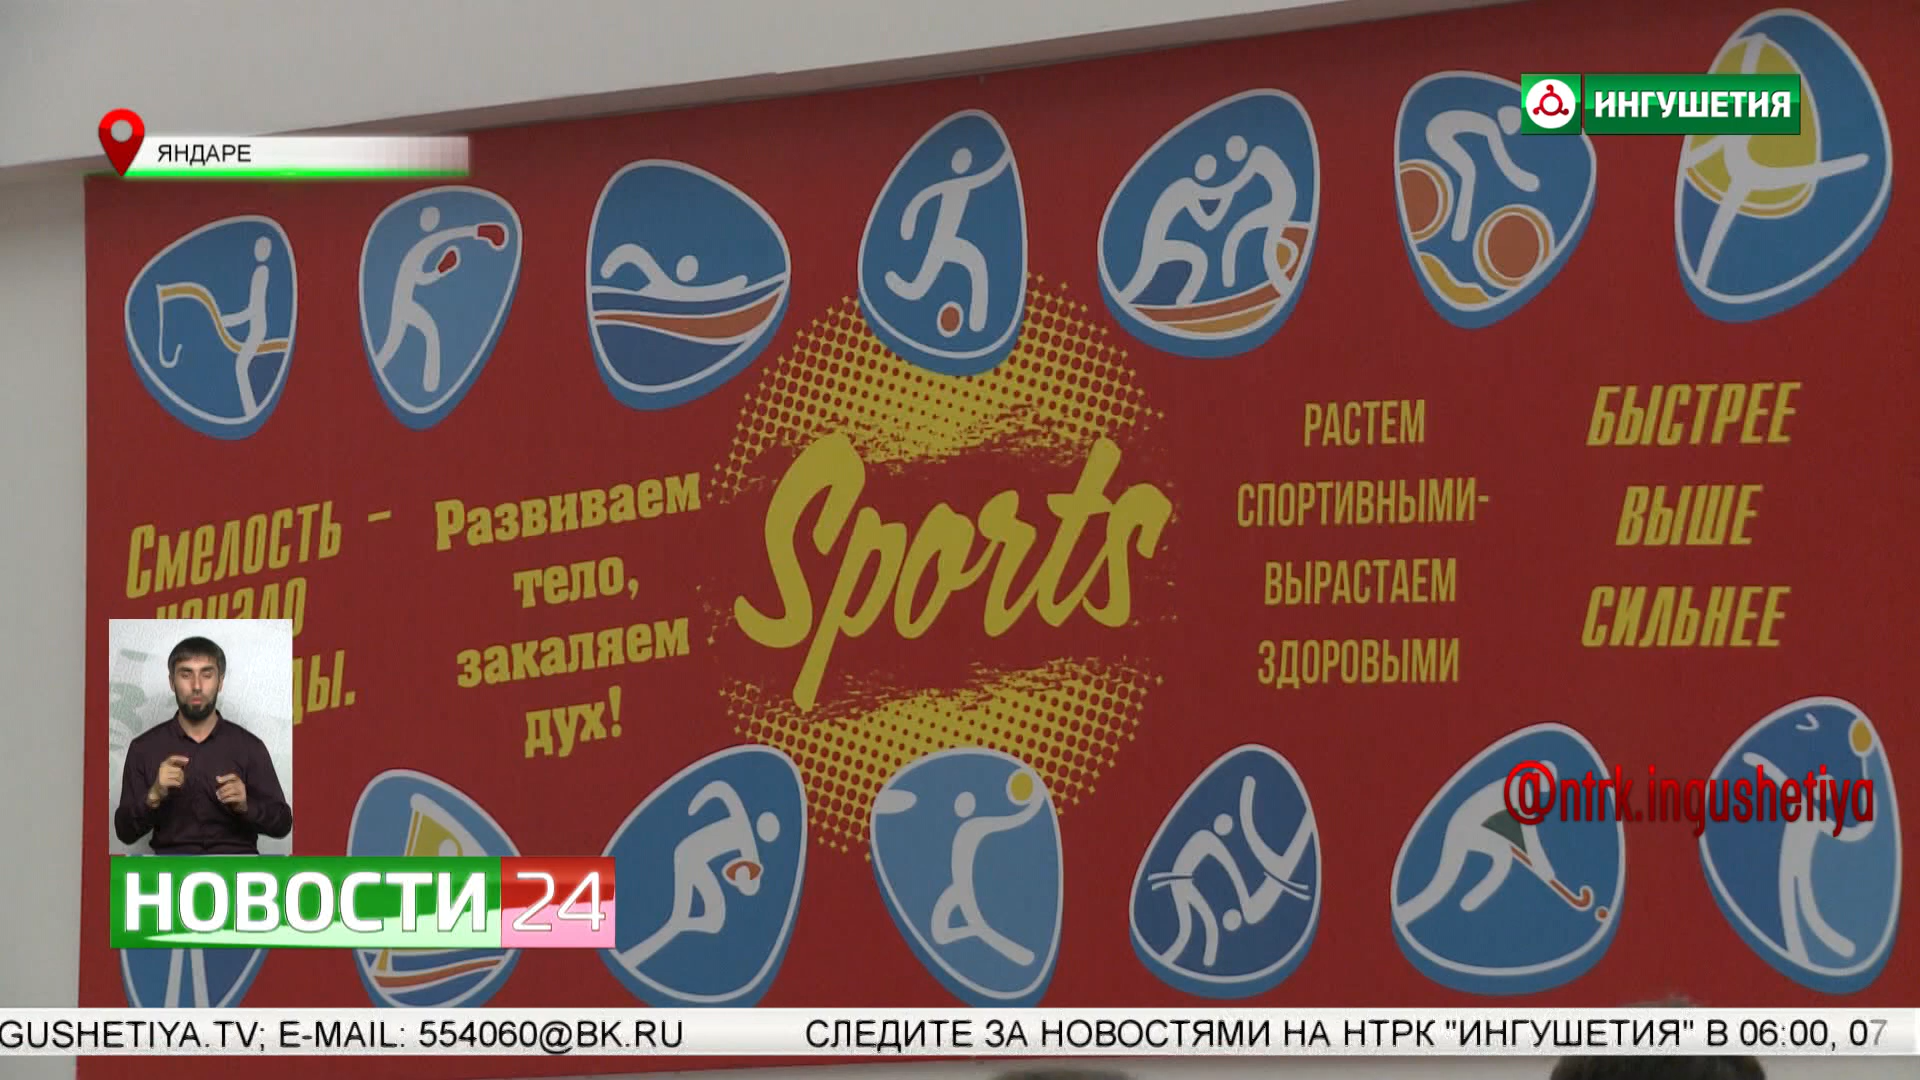 ЯНДАРЕ
ИНГУШЕТИЯ
Смелость –
начало
Развиваем
тело,
закаляем
дух!
Sports
РАСТЕМ
СПОРТИВНЫМИ-
ВЫРАСТАЕМ
ЗДОРОВЫМИ
БЫСТРЕЕ
ВЫШЕ
СИЛЬНЕЕ
@ntrk.ingushetiya
НОВОСТИ 24
GUSHETIYA.TV; E-MAIL: 554060@BK.RU СЛЕДИТЕ ЗА НОВОСТЯМИ НА НТРК "ИНГУШЕТИЯ" В 06:00, 07